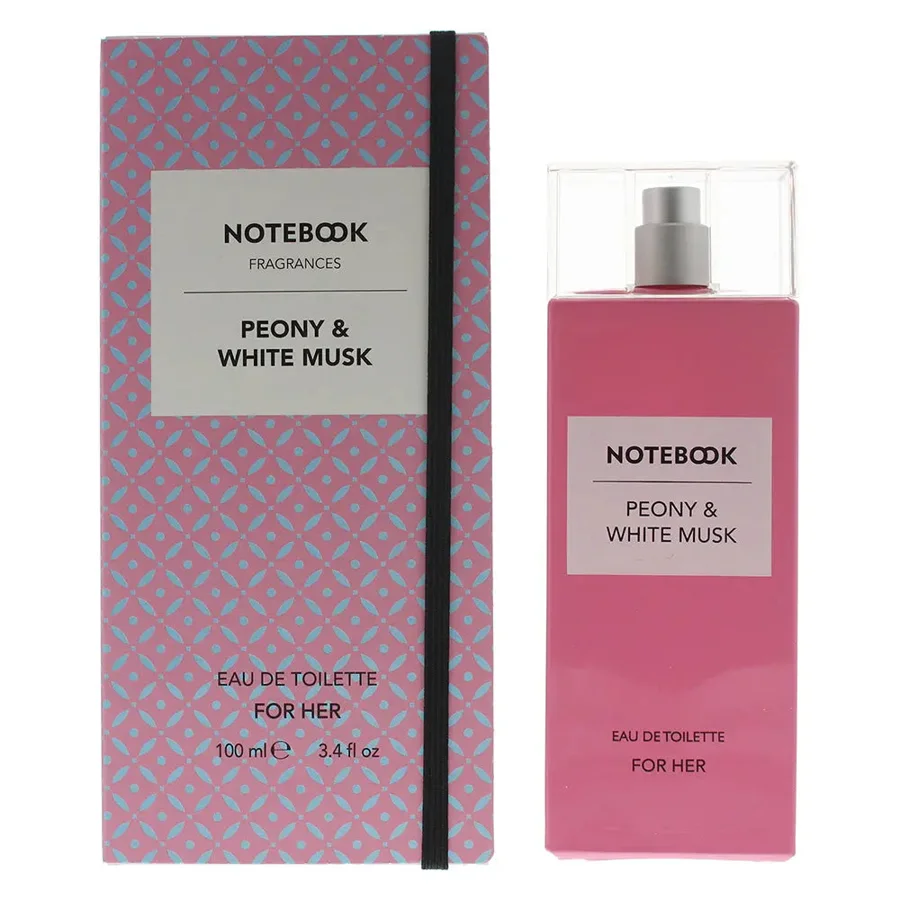 NOTEBOOK
FRAGRANCES
PEONY &
WHITE MUSK
EAU DE TOILETTE
FOR HER
100 ml ℮ 3.4 fl oz
NOTEBOOK
PEONY &
WHITE MUSK
EAU DE TOILETTE
FOR HER